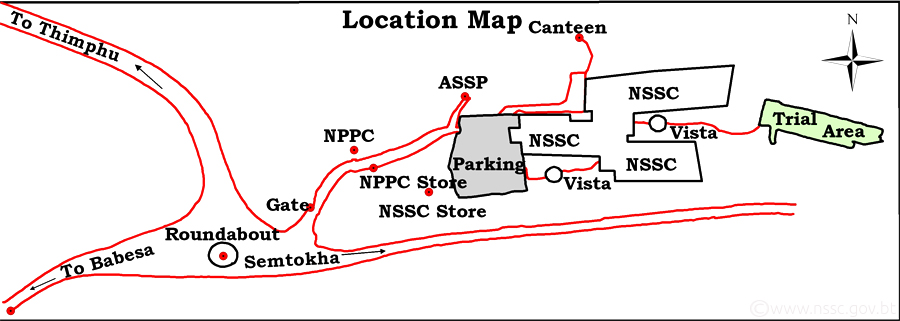 Location Map
To Thimphu
Canteen
N
ASSP
NSSC
Trial
Area
NPPC
NSSC
Vista
Parking
NSSC
NPPC Store
Vista
Gate
NSSC Store
Roundabout
To Babesa
Semtokha
©www.nssc.gov.bt